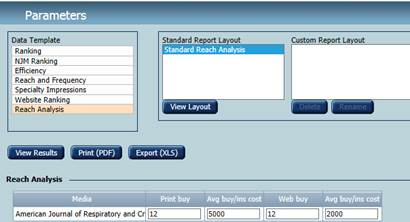 Parameters
Data Template
Ranking
NJM Ranking
Efficiency
Reach and Frequency
Specialty Impressions
Website Ranking
Reach Analysis
Standard Report Layout
Standard Reach Analysis
View Layout
Custom Report Layout
Delete Rename
View Results Print (PDF) Export (XLS)
Reach Analysis
Media Print buy Avg buy/ins cost Web buy Avg buy/ins cost
American Journal of Respiratory and Cr 12 5000 12 2000